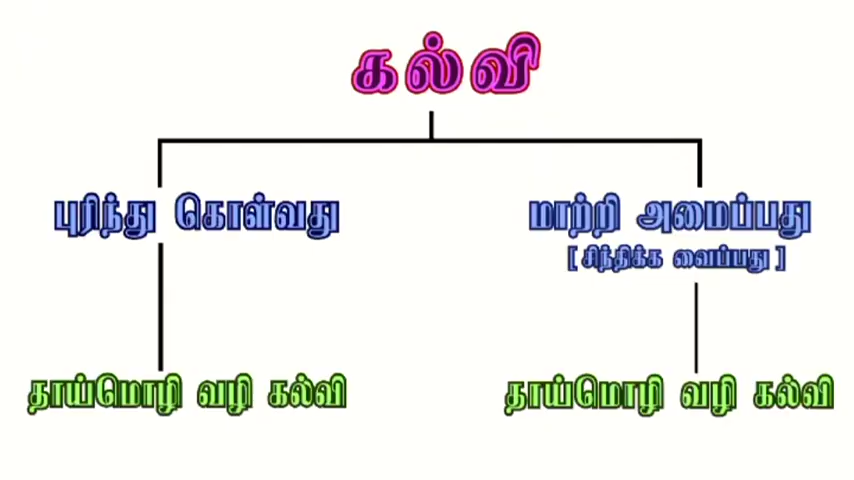 கல்வி
புரிந்து கொள்வது
மாற்றி அமைப்பது
[ சிந்திக்க வைப்பது ]
தாய்மொழி வழி கல்வி
தாய்மொழி வழி கல்வி